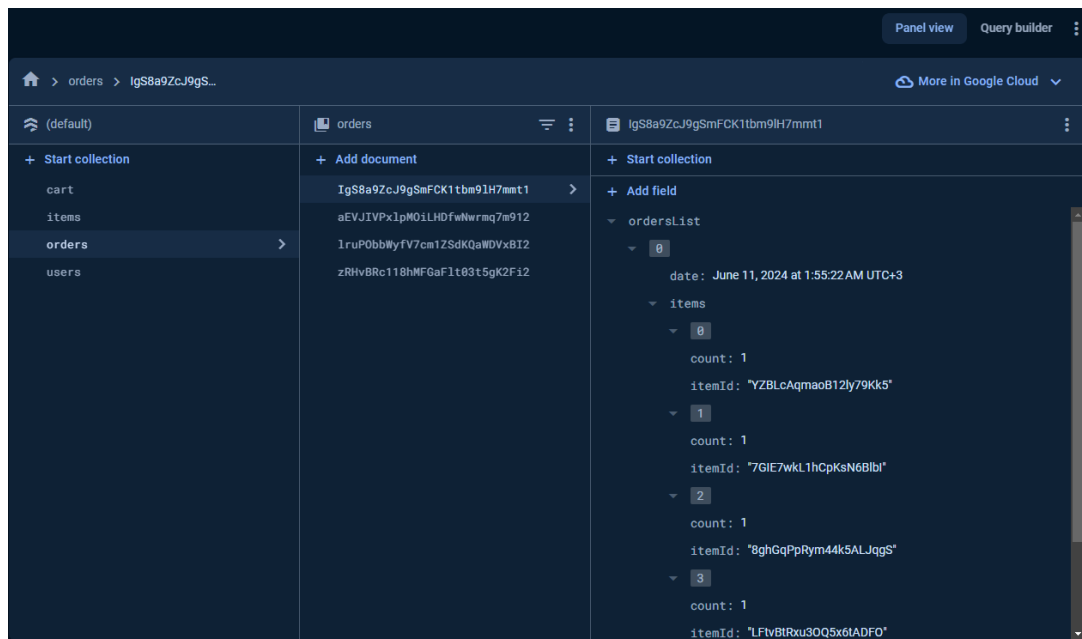 Panel view Query builder
orders IgS8a9ZcJ9gS… More in Google Cloud
(default) orders IgS8a9ZcJ9gSmFCK1tbm9lH7mmt1
+ Start collection + Add document + Start collection
cart IgS8a9ZcJ9gSmFCK1tbm9lH7mmt1 + Add field
items aEVJIVPxlpMOiLHDfwNwrmq7m912 ordersList
orders lruPObbWyfV7cm1ZSdKQaWDVxBI2 0
users zRHvBRc118hMFGaFlt03t5gK2Fi2 date: June 11, 2024 at 1:55:22 AM UTC+3
items
0
count: 1
itemId: "YZBLcAqmaoB12ly79Kk5"
1
count: 1
itemId: "7GIE7wkL1hCpKsN6BlbI"
2
count: 1
itemId: "8ghGqPpRym44k5ALJqgS"
3
count: 1
itemId: "LFtvBtRxu3OQ5x6tADFO"